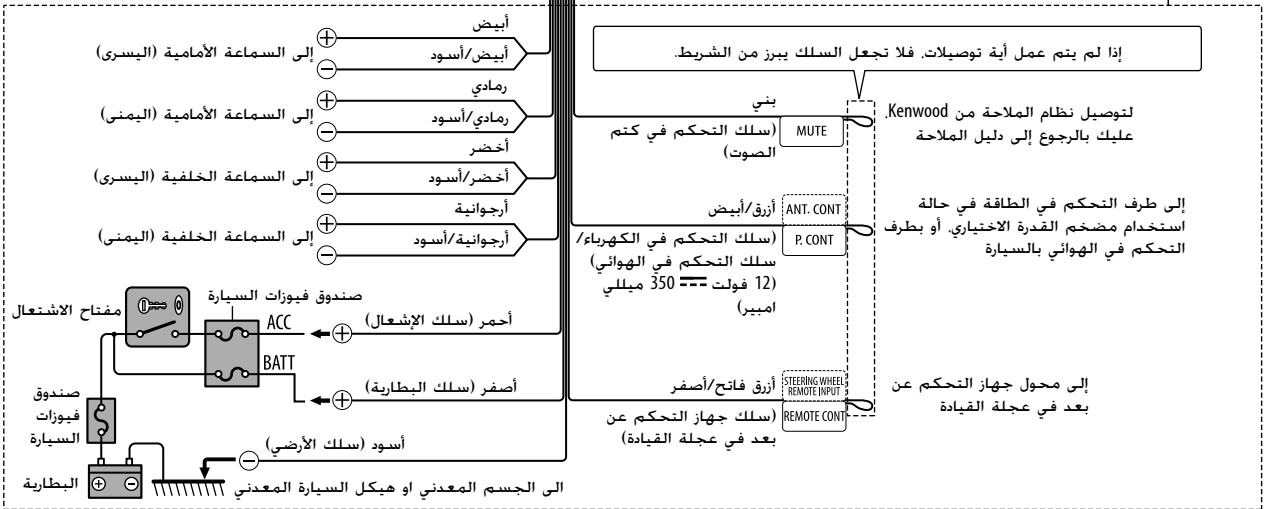 إذا لم يتم عمل أية توصيلات، فلا تجعل السلك يبرز من الشريط.
أبيض
أبيض/أسود
إلى السماعة الأمامية (اليسرى)
رمادي
رمادي/أسود
إلى السماعة الأمامية (اليمنى)
أخضر
أخضر/أسود
إلى السماعة الخلفية (اليسرى)
أرجوانية
أرجوانية/أسود
إلى السماعة الخلفية (اليمنى)
بني
MUTE
(سلك التحكم في كتم
الصوت)
لتوصيل نظام الملاحة من Kenwood،
عليك بالرجوع إلى دليل الملاحة
أزرق/أبيض
ANT. CONT
P. CONT
(سلك التحكم في الكهرباء/
سلك التحكم في الهوائي)
(12 فولت ⎓ 350 ميللي
امبير)
إلى طرف التحكم في الطاقة في حالة
استخدام مضخم القدرة الاختياري، أو بطرف
التحكم في الهوائي بالسيارة
أزرق فاتح/أصفر
STEERING WHEEL
REMOTE INPUT
REMOTE CONT
(سلك جهاز التحكم عن
بعد في عجلة القيادة)
إلى محول جهاز التحكم عن
بعد في عجلة القيادة
صندوق فيوزات السيارة
مفتاح الاشتعال
ACC
أحمر (سلك الإشعال)
BATT
أصفر (سلك البطارية)
صندوق
فيوزات
السيارة
أسود (سلك الأرضي)
البطارية
الى الجسم المعدني او هيكل السيارة المعدني